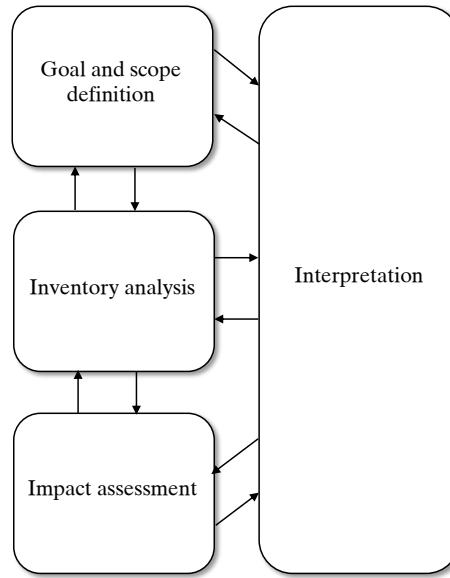 Goal and scope
definition
Inventory analysis
Interpretation
Impact assessment